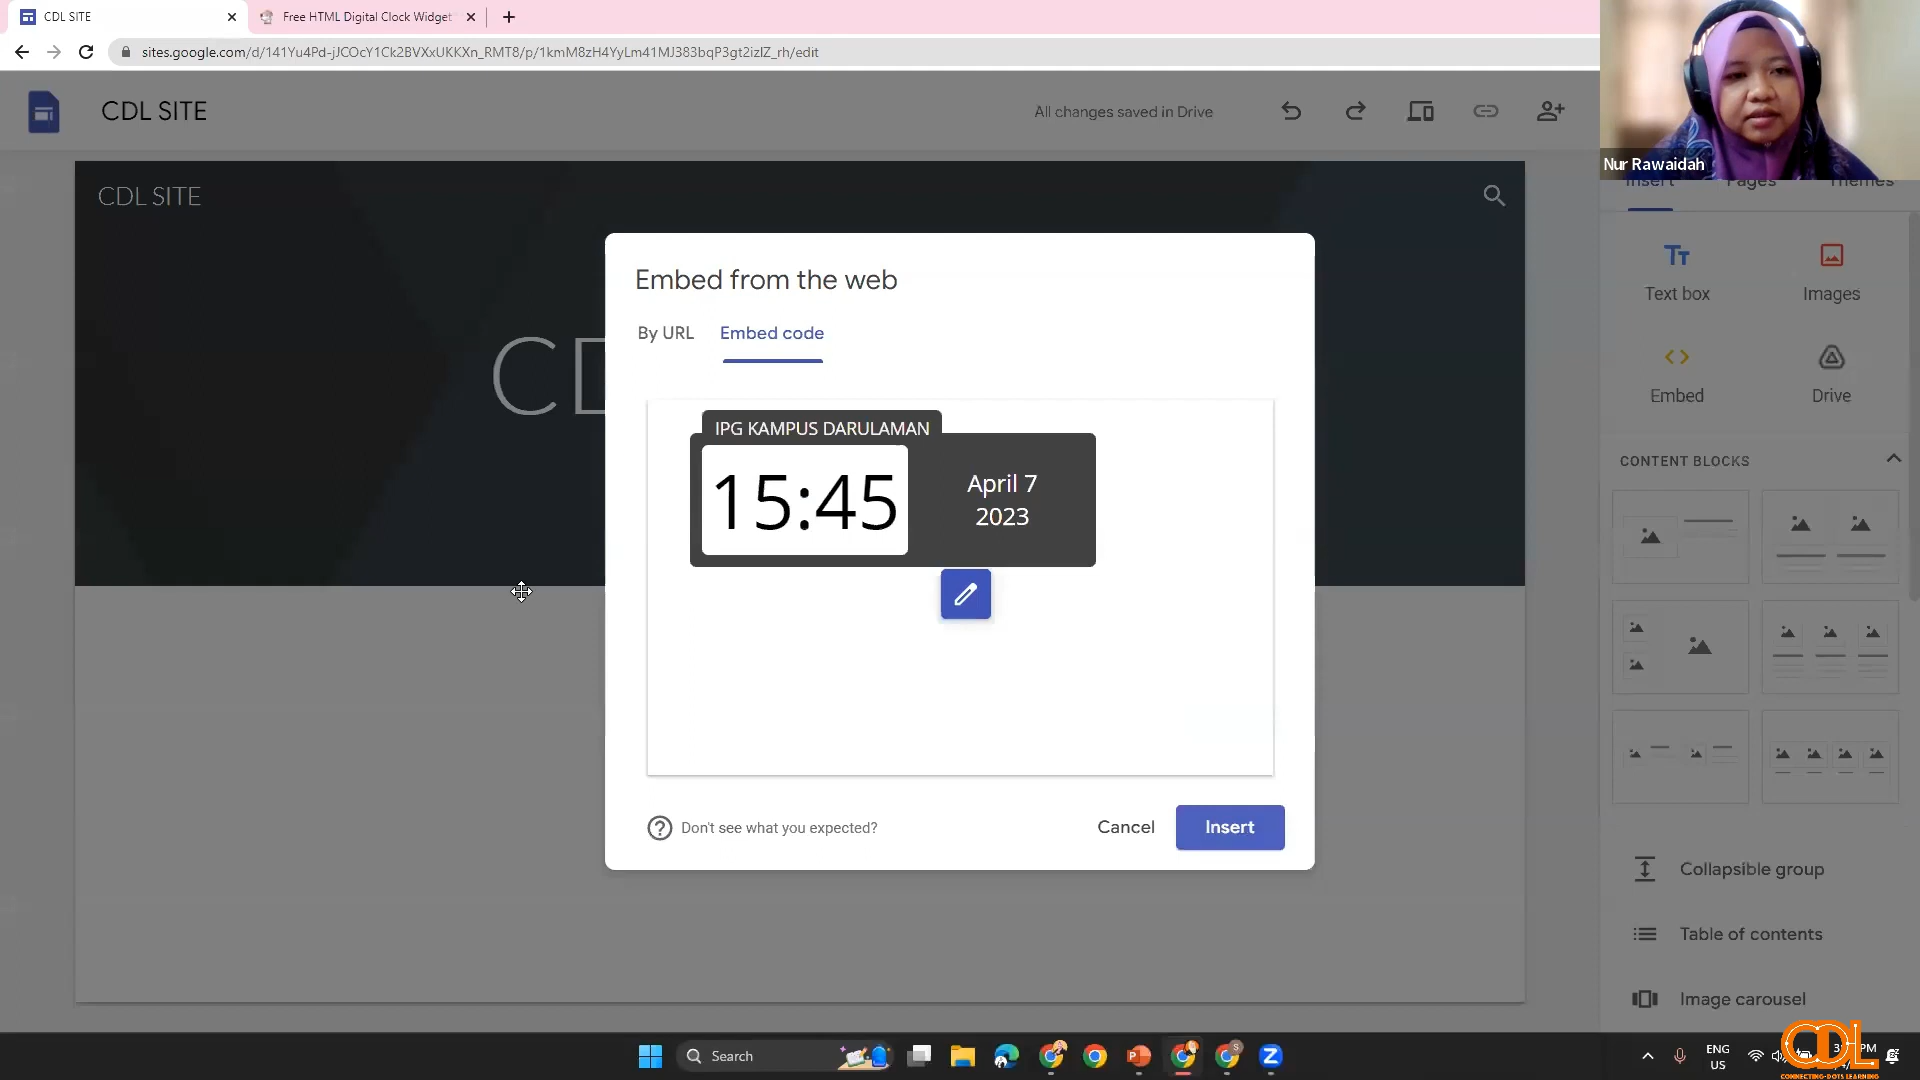 CDL SITE
Free HTML Digital Clock Widget
sites.google.com/d/141Yu4Pd-jJCOcY1Ck2BVXxUKKXn_RMT8/p/1kmM8zH4YyLm41MJ383bqP3gt2izlZ_rh/edit
CDL SITE
All changes saved in Drive
Nur Rawaidah
CDL SITE
CD
Embed from the web
By URL
Embed code
IPG KAMPUS DARULAMAN
15:45
April 7
2023
Don't see what you expected?
Cancel
Insert
Insert
Pages
Themes
Text box
Images
Embed
Drive
CONTENT BLOCKS
Collapsible group
Table of contents
Image carousel
Search
ENG
US
CDL
CONNECTING-DOTS LEARNING